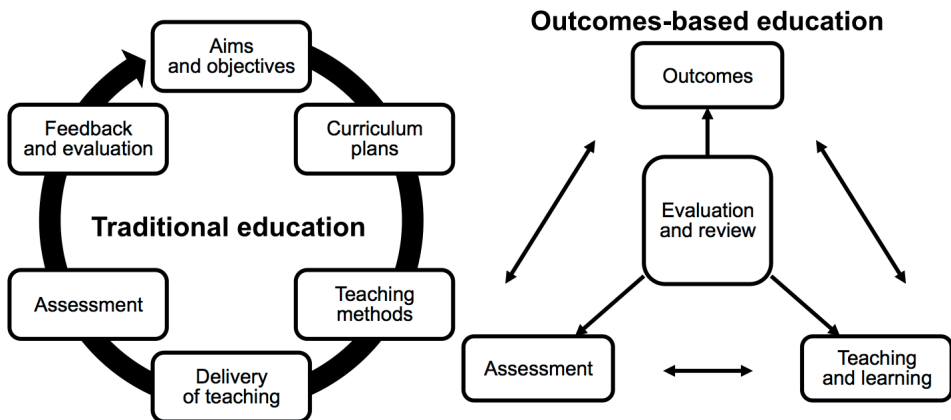 Aims
and objectives
Curriculum
plans
Teaching
methods
Delivery
of teaching
Assessment
Feedback
and evaluation
Traditional education
Outcomes-based education
Outcomes
Evaluation
and review
Assessment
Teaching
and learning